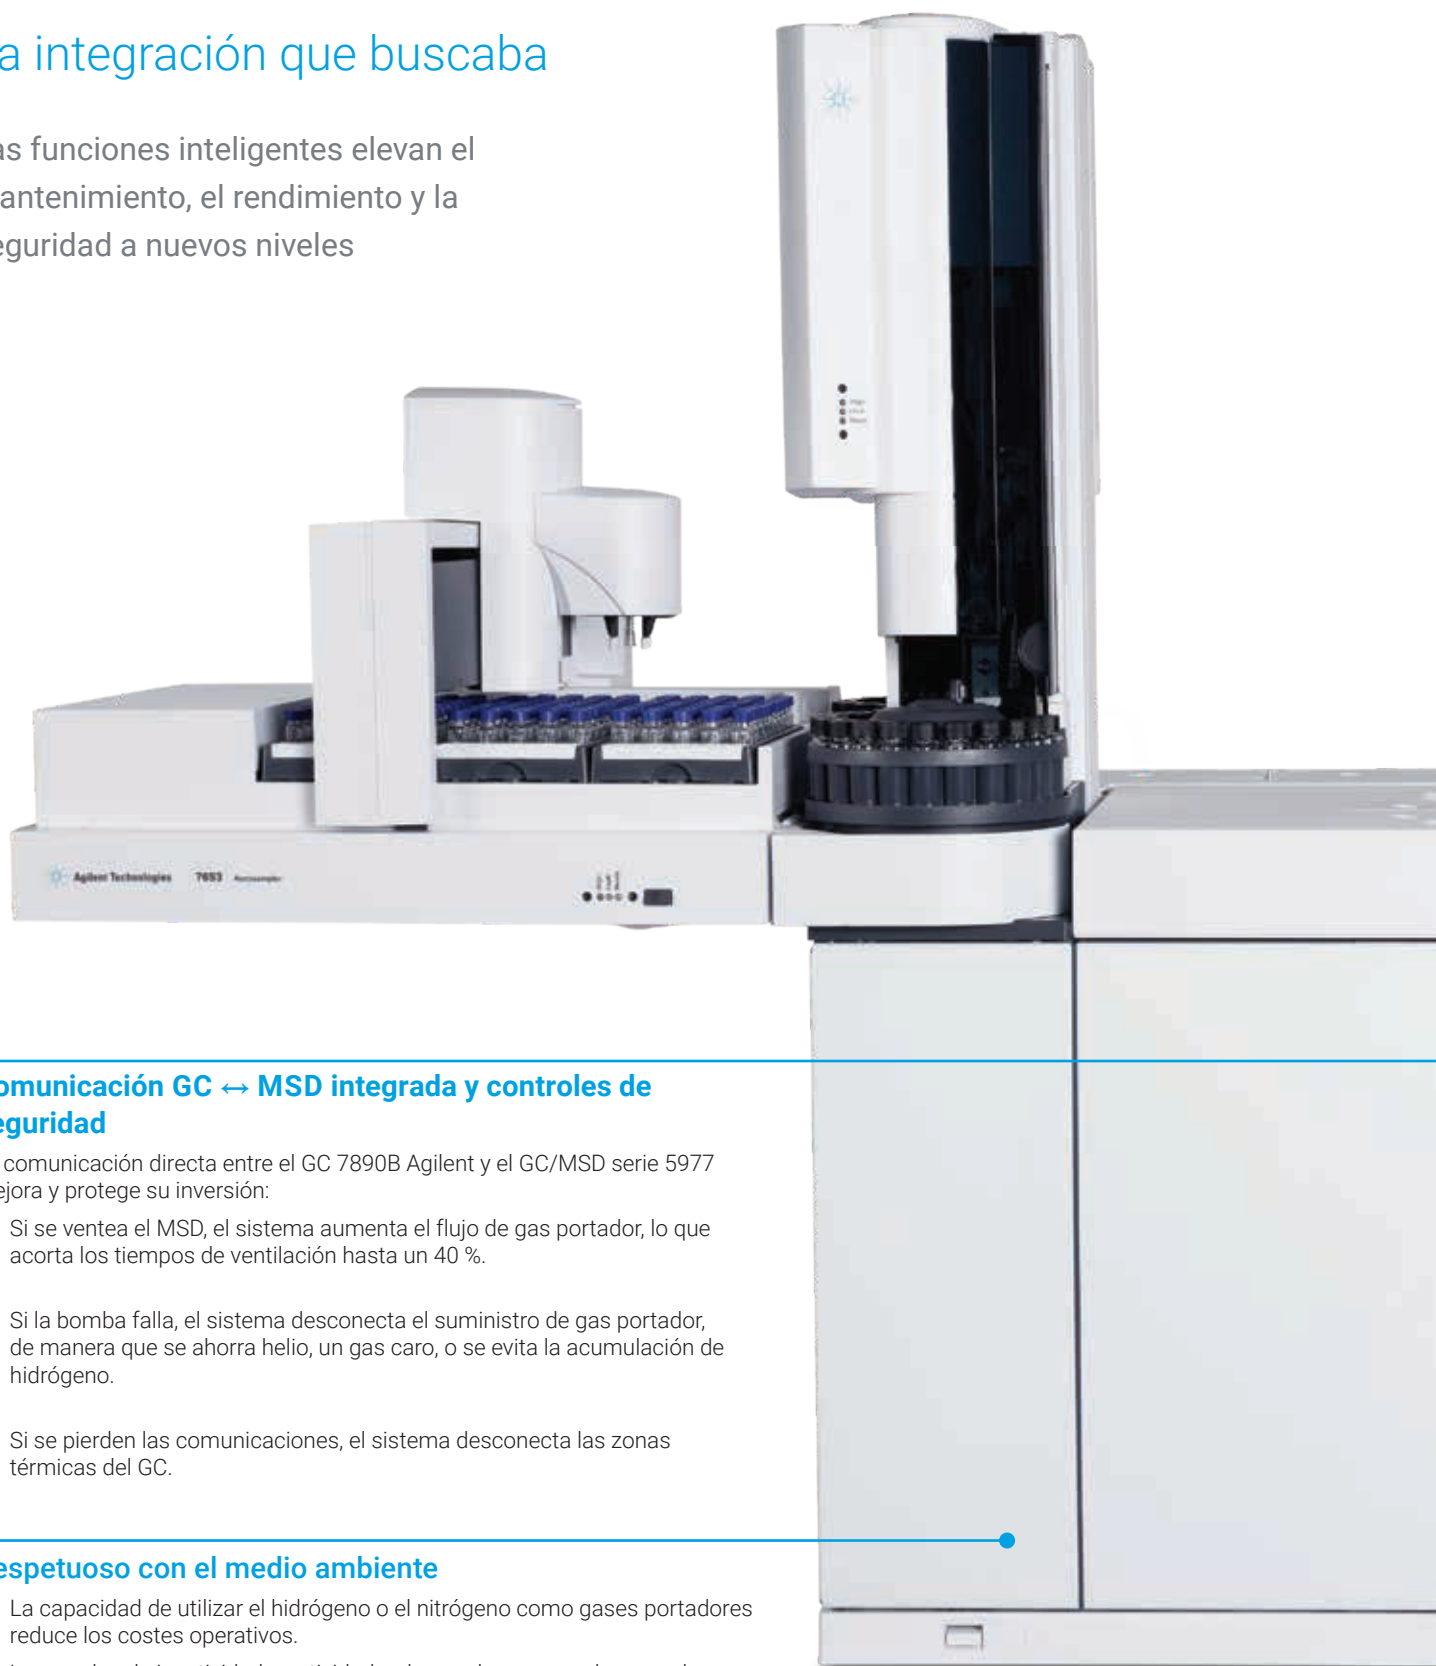 a integración que buscaba
as funciones inteligentes elevan el
antenimiento, el rendimiento y la
eguridad a nuevos niveles
Agilent Technologies 7693 Autosampler
omunicación GC ↔ MSD integrada y controles de
eguridad
comunicación directa entre el GC 7890B Agilent y el GC/MSD serie 5977
ejora y protege su inversión:
Si se ventea el MSD, el sistema aumenta el flujo de gas portador, lo que
acorta los tiempos de ventilación hasta un 40 %.
Si la bomba falla, el sistema desconecta el suministro de gas portador,
de manera que se ahorra helio, un gas caro, o se evita la acumulación de
hidrógeno.
Si se pierden las comunicaciones, el sistema desconecta las zonas
térmicas del GC.
espetuoso con el medio ambiente
La capacidad de utilizar el hidrógeno o el nitrógeno como gases portadores
reduce los costes operativos.